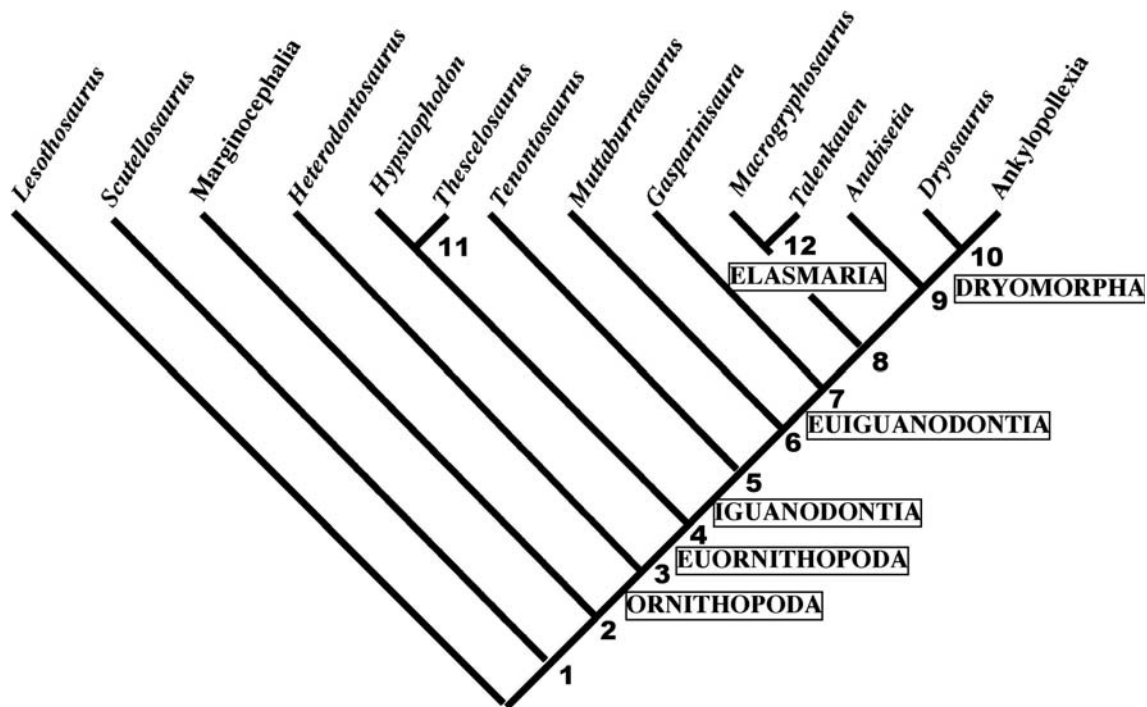 Lesothosaurus
Scutellosaurus
Marginocephalia
Heterodontosaurus
Hypsilophodon
Thescelosaurus
Tenontosaurus
Muttaburrasaurus
Gasparinisaura
Macrogryphosaurus
Talenkauen
Anabisetia
Dryosaurus
Ankylopollexia
11
12
10
ELASMARIA
9
DRYOMORPHA
8
7
EUIGUANODONTIA
6
5
IGUANODONTIA
4
EUORNITHOPODA
3
ORNITHOPODA
2
1